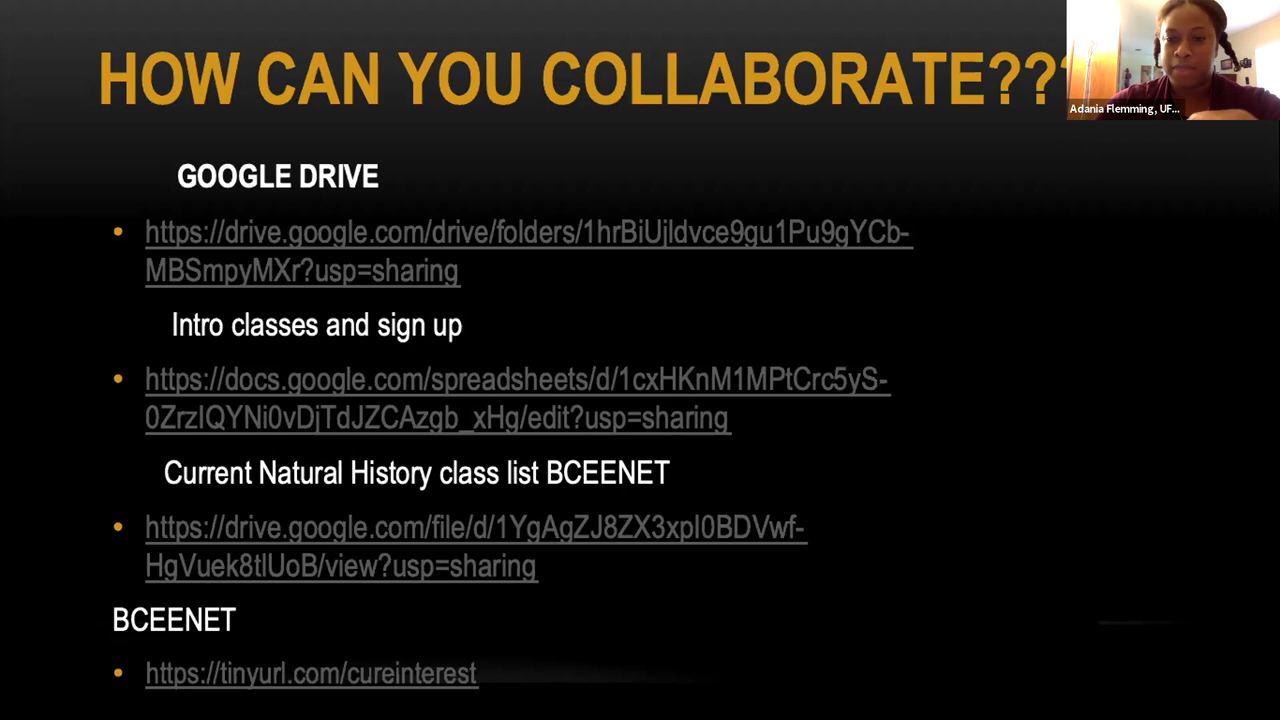 HOW CAN YOU COLLABORATE???
Adania Flemming, UF...
GOOGLE DRIVE
• https://drive.google.com/drive/folders/1hrBiUjldvce9gu1Pu9gYCb-
MBSmpyMXr?usp=sharing
Intro classes and sign up
• https://docs.google.com/spreadsheets/d/1cxHKnM1MPtCrc5yS-
0ZrzIQYNi0vDjTdJZCAzgb_xHg/edit?usp=sharing
Current Natural History class list BCEENET
• https://drive.google.com/file/d/1YgAgZJ8ZX3xpI0BDVwf-
HgVuek8tlUoB/view?usp=sharing
BCEENET
• https://tinyurl.com/cureinterest